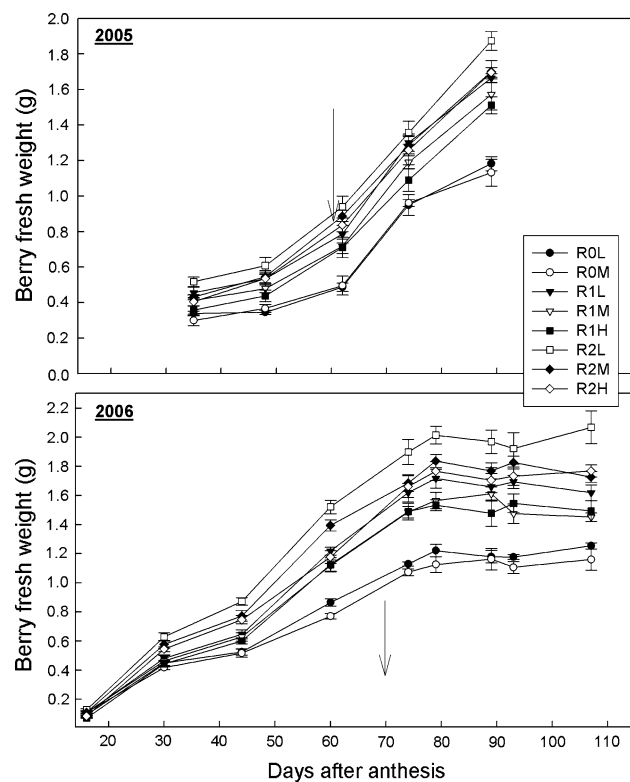 2005
Berry fresh weight (g)
2.0
1.8
1.6
1.4
1.2
1.0
0.8
0.6
0.4
0.2
0.0
R0L
R0M
R1L
R1M
R1H
R2L
R2M
R2H
2006
Berry fresh weight (g)
2.2
2.0
1.8
1.6
1.4
1.2
1.0
0.8
0.6
0.4
0.2
20 30 40 50 60 70 80 90 100 110
Days after anthesis